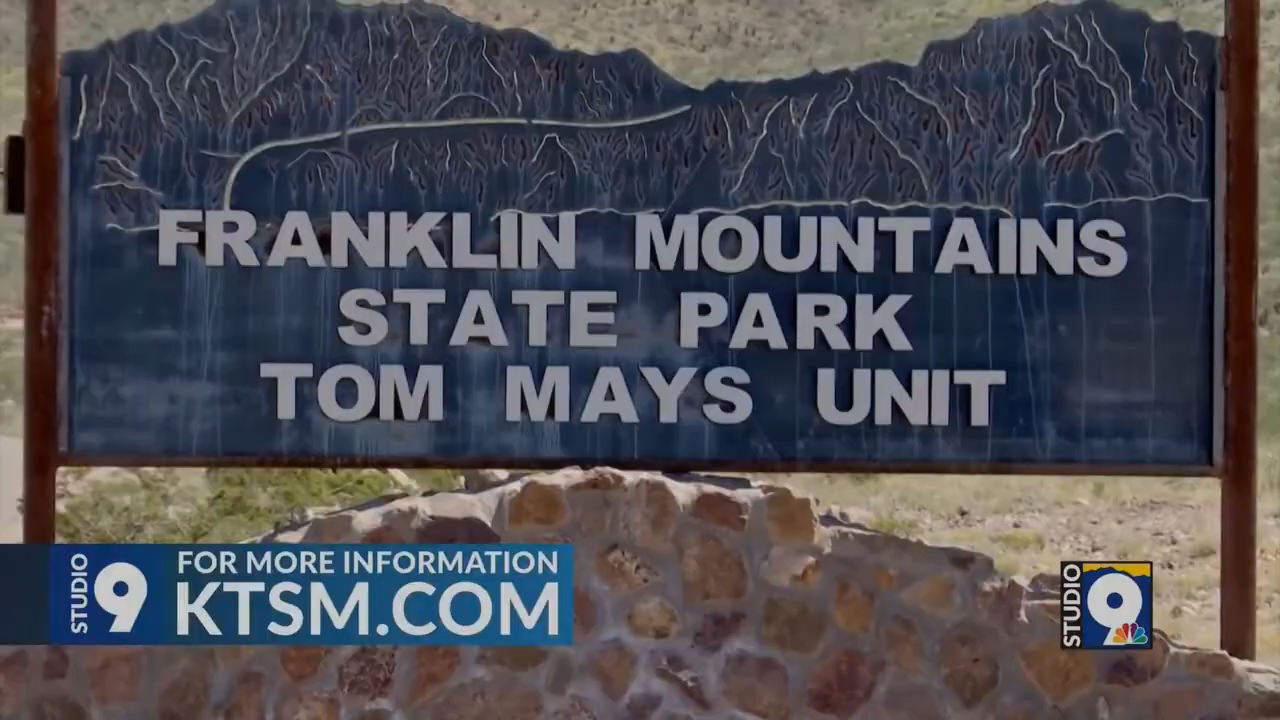 FRANKLIN MOUNTAINS
STATE PARK
TOM MAYS UNIT
STUDIO 9
FOR MORE INFORMATION
KTSM.COM
STUDIO 9